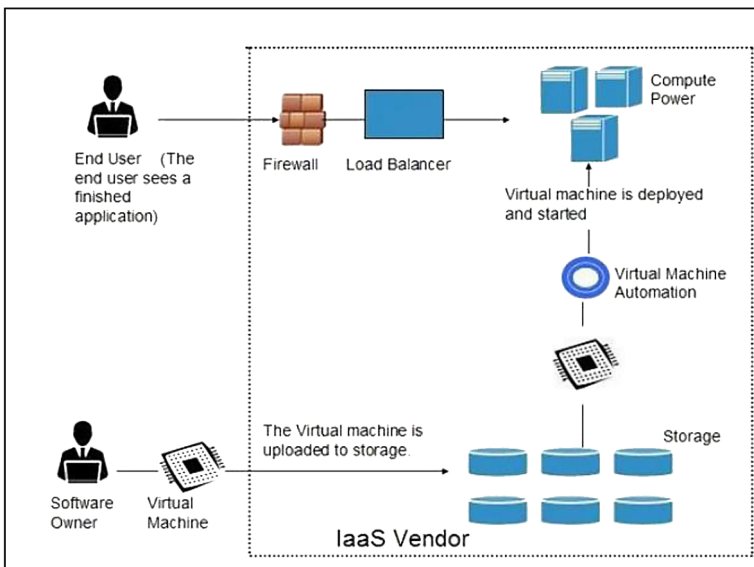 Compute
Power
End User (The
end user sees a
finished
application)
Firewall
Load Balancer
Virtual machine is deployed
and started
Virtual Machine
Automation
The Virtual machine is
uploaded to storage.
Storage
Software
Owner
Virtual
Machine
IaaS Vendor